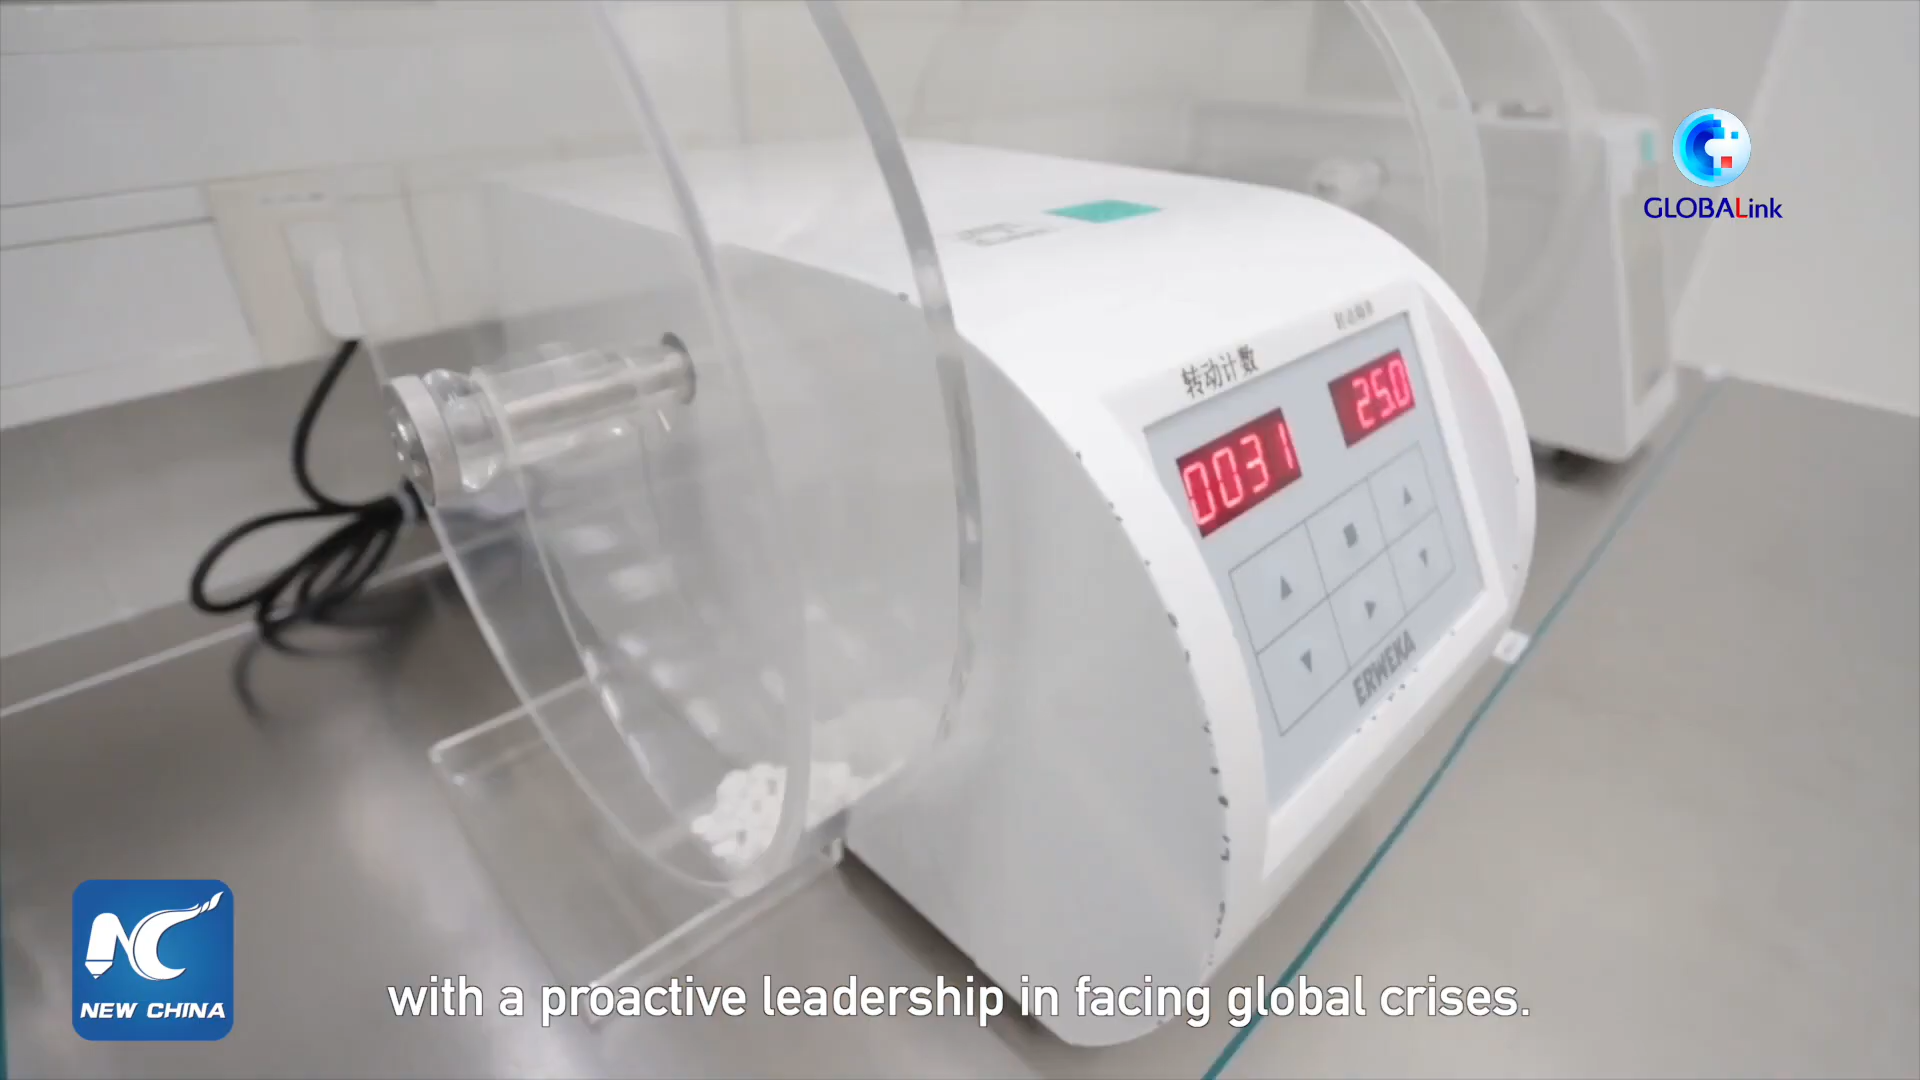 GLOBALink
转动计数
0031
25.0
ERWEKA
NEW CHINA
with a proactive leadership in facing global crises.